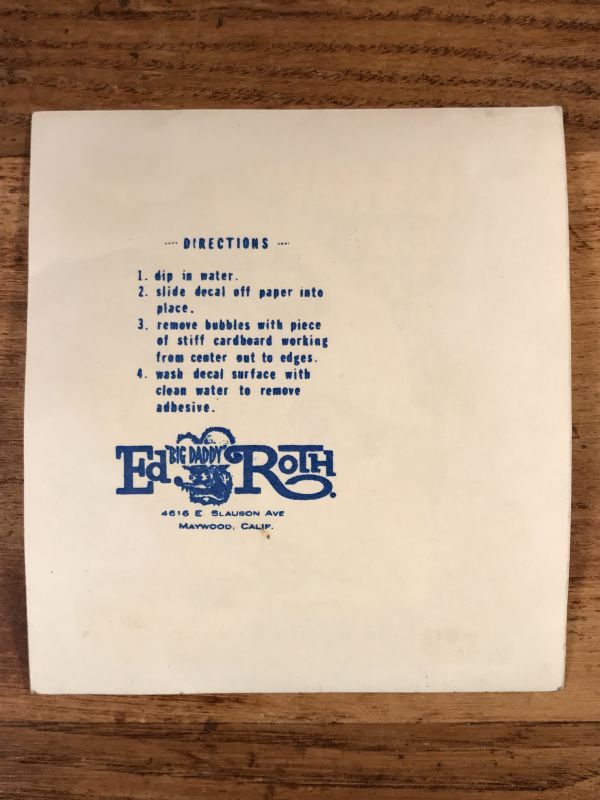 ---- DIRECTIONS ----
1. dip in water.
2. slide decal off paper into
place.
3. remove bubbles with piece
of stiff cardboard working
from center out to edges.
4. wash decal surface with
clean water to remove
adhesive.
Ed BIG DADDY ROTH.
4616 E SLAUSON AVE
MAYWOOD, CALIF.